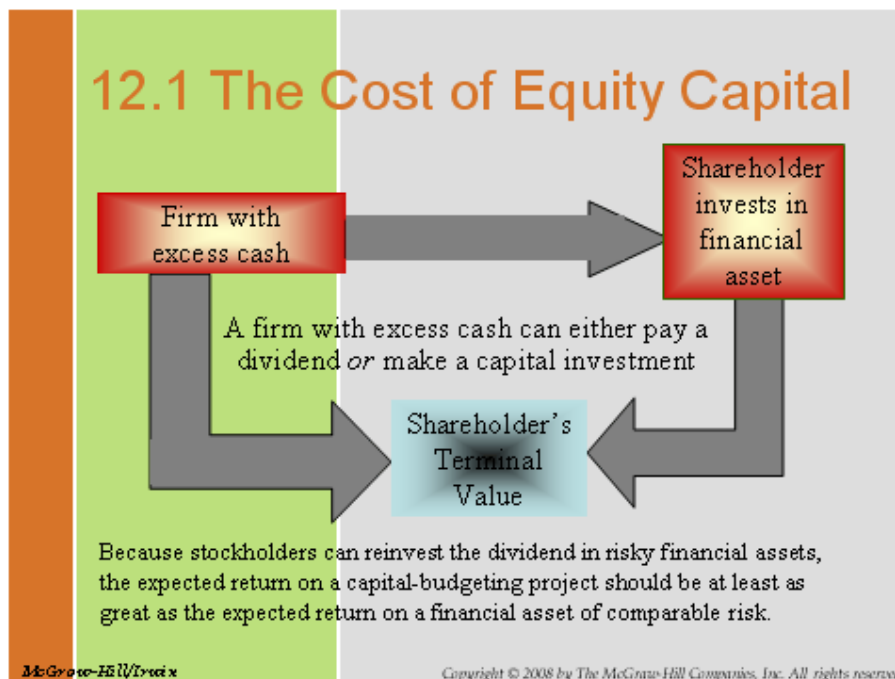 12.1 The Cost of Equity Capital
Firm with
excess cash
Shareholder
invests in
financial
asset
A firm with excess cash can either pay a
dividend or make a capital investment
Shareholder’s
Terminal
Value
Because stockholders can reinvest the dividend in risky financial assets,
the expected return on a capital-budgeting project should be at least as
great as the expected return on a financial asset of comparable risk.
McGraw-Hill/Irwin
Copyright © 2008 by The McGraw-Hill Companies, Inc. All rights